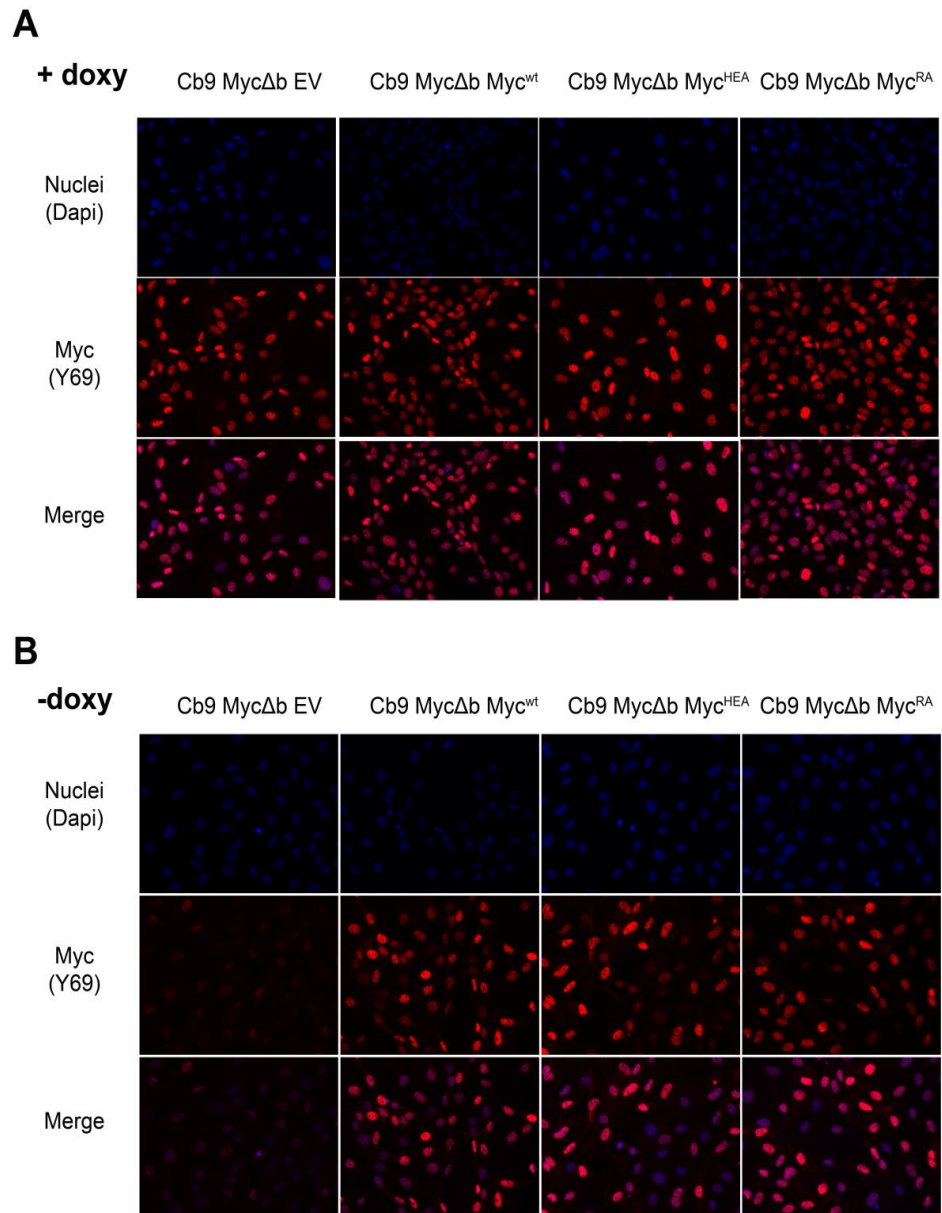 A
+ doxy
Cb9 MycΔb EV Cb9 MycΔb Myc^wt Cb9 MycΔb Myc^HEA Cb9 MycΔb Myc^RA
Nuclei
(Dapi)
Myc
(Y69)
Merge
B
-doxy
Cb9 MycΔb EV Cb9 MycΔb Myc^wt Cb9 MycΔb Myc^HEA Cb9 MycΔb Myc^RA
Nuclei
(Dapi)
Myc
(Y69)
Merge